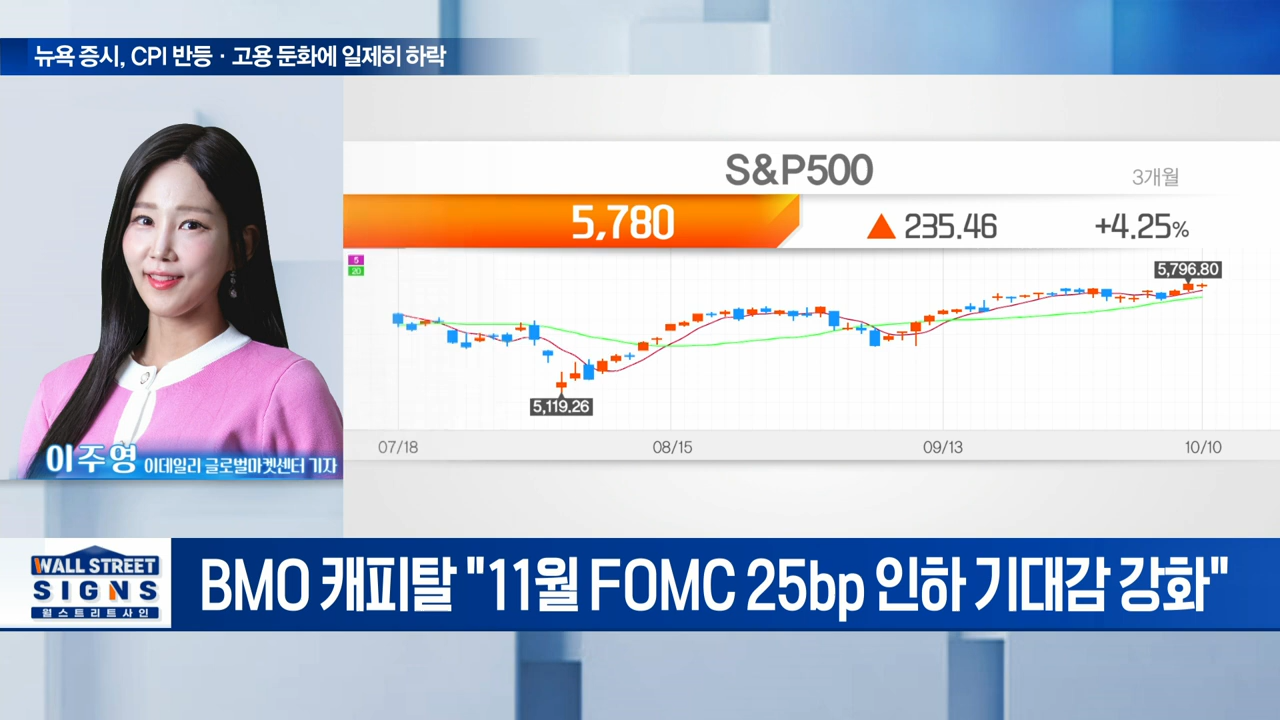 뉴욕 증시, CPI 반등 · 고용 둔화에 일제히 하락
S&P500
3개월
5,780
▲ 235.46
+4.25%
5
20
5,796.80
5,119.26
07/18
08/15
09/13
10/10
이주영 이데일리 글로벌마켓센터 기자
WALL STREET
SIGNS
월스트리트사인
BMO 캐피탈 "11월 FOMC 25bp 인하 기대감 강화"